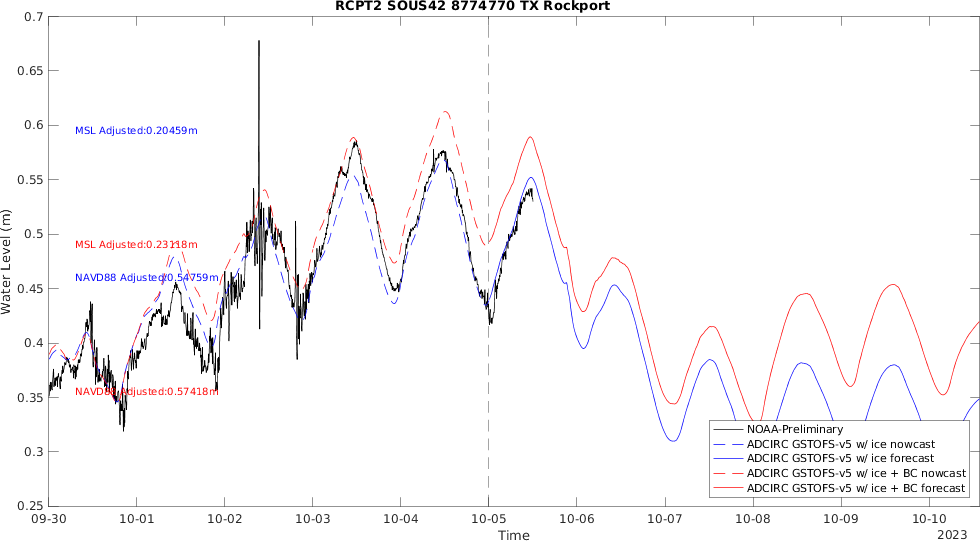 RCPT2 SOUS42 8774770 TX Rockport
0.7
0.65
0.6
0.55
0.5
0.45
0.4
0.35
0.3
0.25
Water Level (m)
MSL Adjusted:0.20459m
MSL Adjusted:0.23118m
NAVD88 Adjusted:0.54759m
NAVD88 Adjusted:0.57418m
NOAA-Preliminary
ADCIRC GSTOFS-v5 w/ ice nowcast
ADCIRC GSTOFS-v5 w/ ice forecast
ADCIRC GSTOFS-v5 w/ ice + BC nowcast
ADCIRC GSTOFS-v5 w/ ice + BC forecast
09-30 10-01 10-02 10-03 10-04 10-05 10-06 10-07 10-08 10-09 10-10
Time
2023